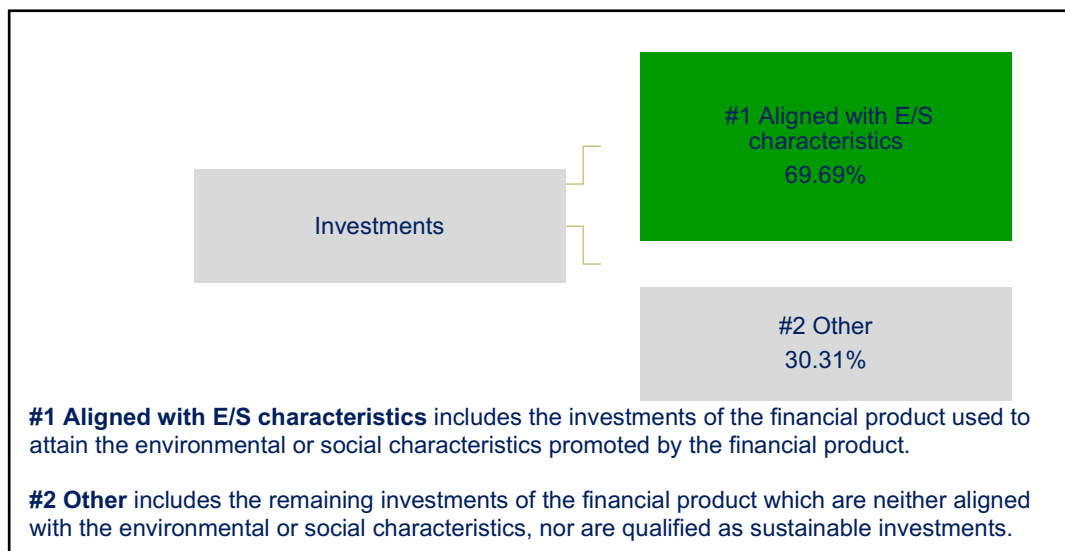 #1 Aligned with E/S
characteristics
69.69%
Investments
#2 Other
30.31%
#1 Aligned with E/S characteristics includes the investments of the financial product used to
attain the environmental or social characteristics promoted by the financial product.
#2 Other includes the remaining investments of the financial product which are neither aligned
with the environmental or social characteristics, nor are qualified as sustainable investments.